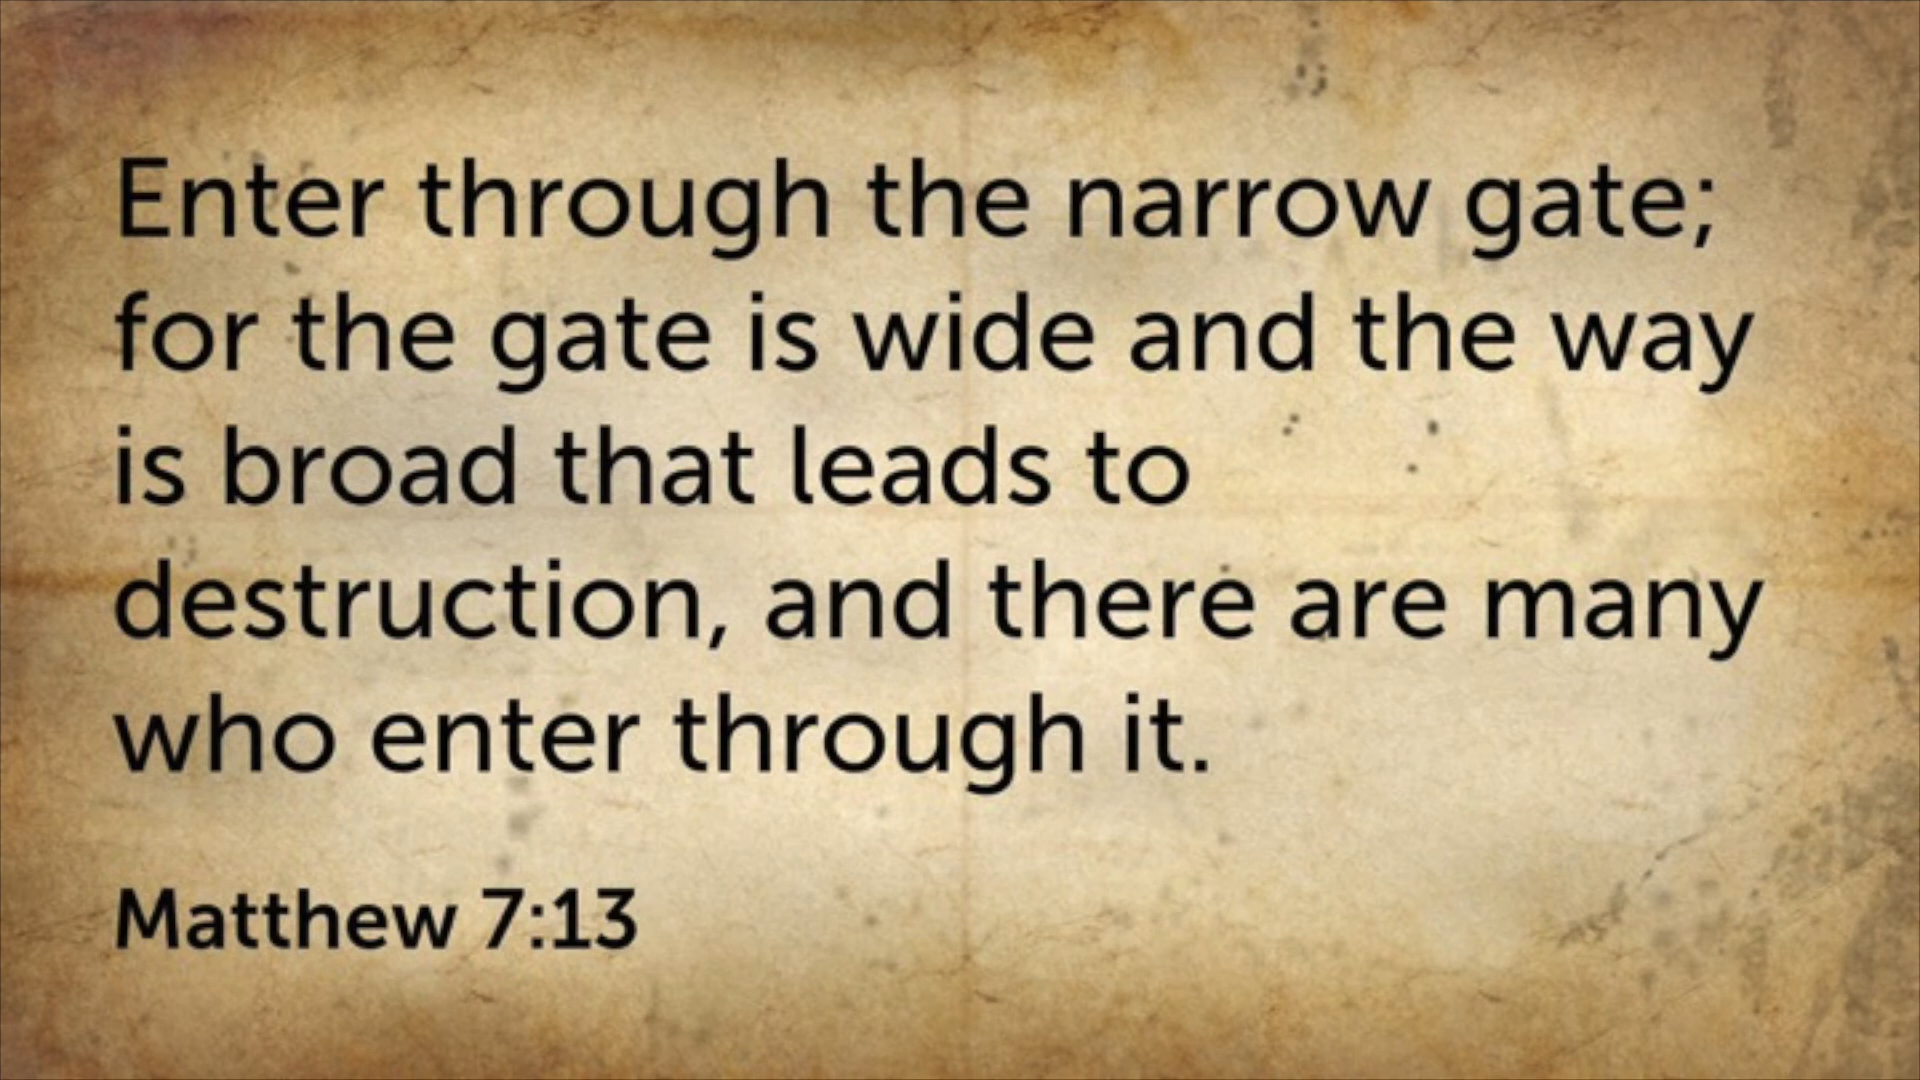 Enter through the narrow gate;
for the gate is wide and the way
is broad that leads to
destruction, and there are many
who enter through it.
Matthew 7:13